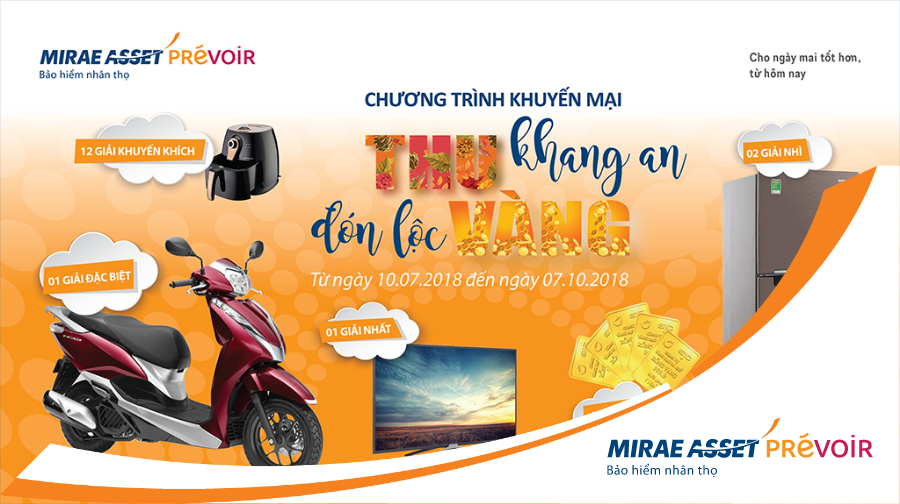 MIRAE ASSET PRÉVOIR
Bảo hiểm nhân thọ
Cho ngày mai tốt hơn,
từ hôm nay
CHƯƠNG TRÌNH KHUYẾN MẠI
THU khang an
đón lộc VÀNG
Từ ngày 10.07.2018 đến ngày 07.10.2018
12 GIẢI KHUYẾN KHÍCH
02 GIẢI NHÌ
01 GIẢI ĐẶC BIỆT
LEAD
01 GIẢI NHẤT
MIRAE ASSET PRÉVOIR
Bảo hiểm nhân thọ